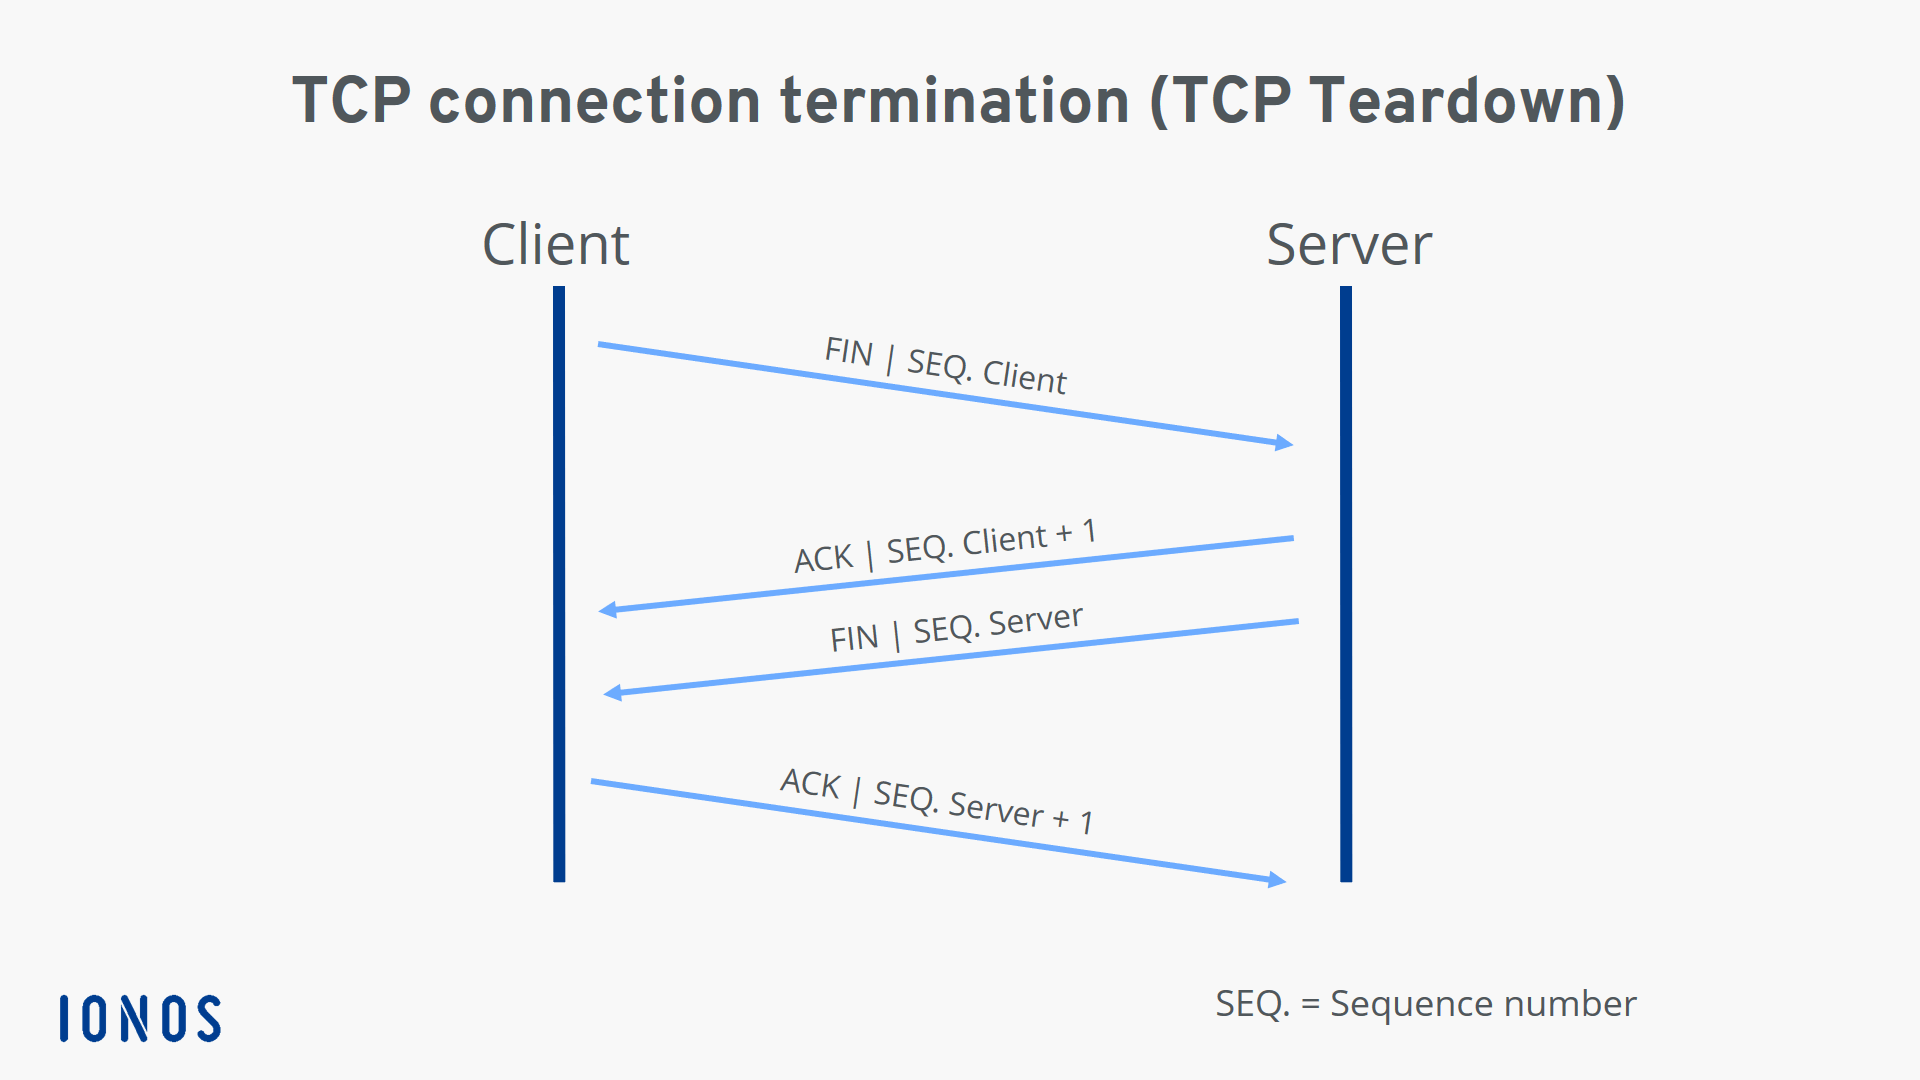 TCP connection termination (TCP Teardown)
Client
Server
FIN | SEQ. Client
ACK | SEQ. Client + 1
FIN | SEQ. Server
ACK | SEQ. Server + 1
IONOS
SEQ. = Sequence number